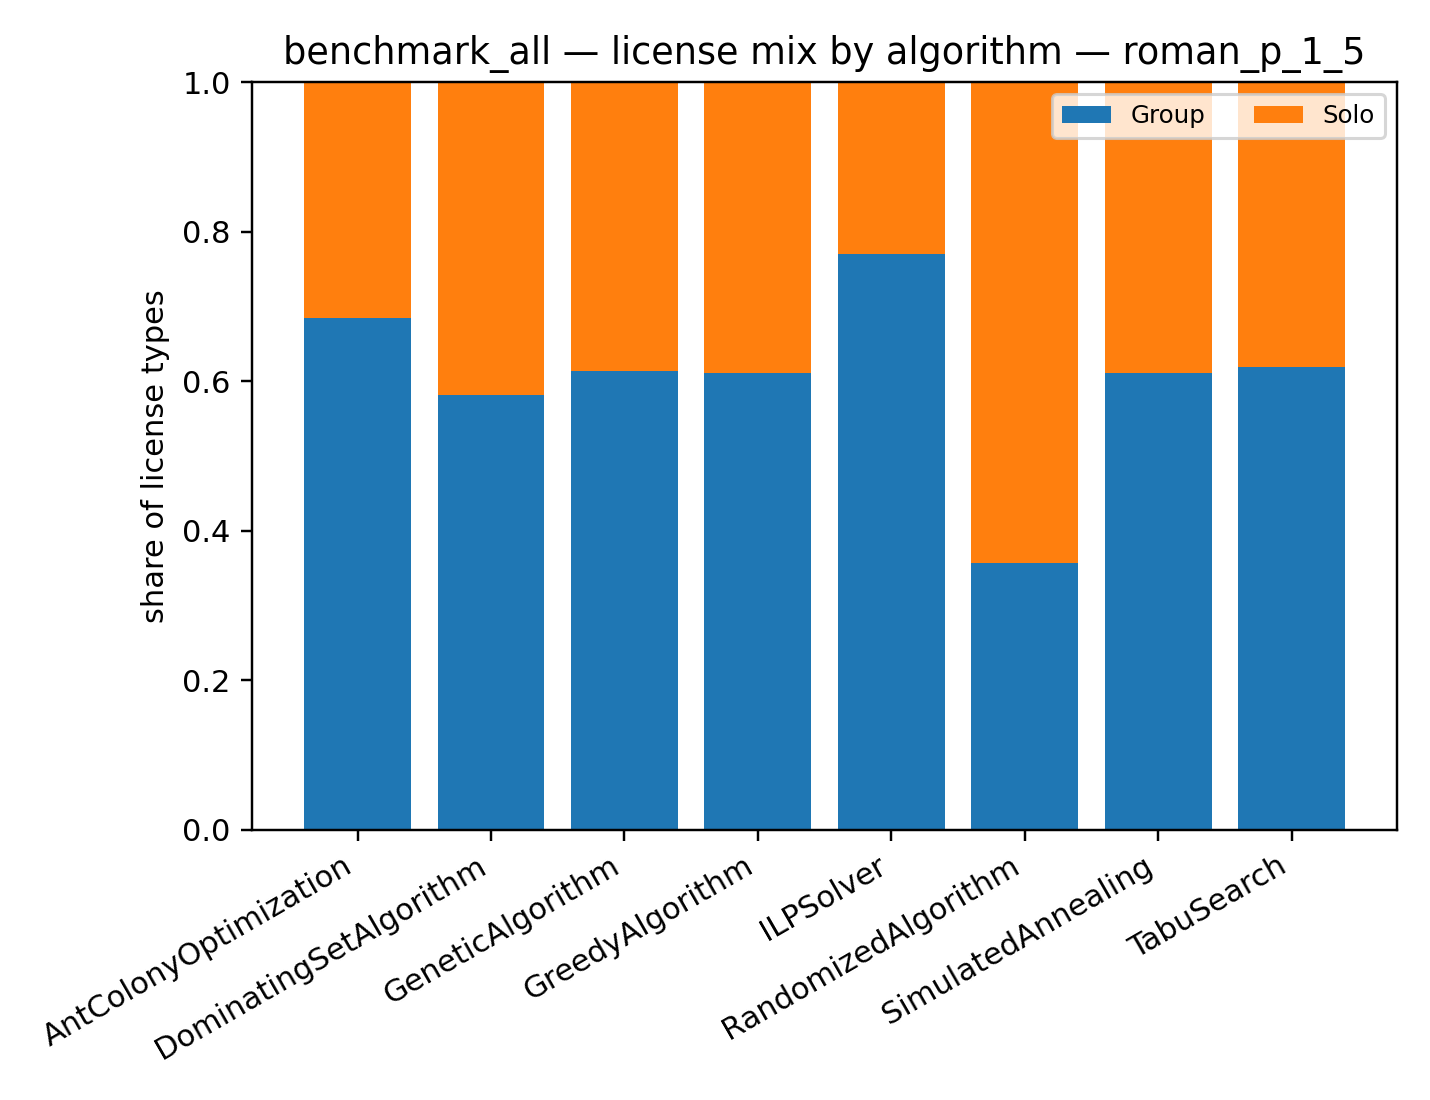 benchmark_all — license mix by algorithm — roman_p_1_5
Group Solo
share of license types
1.0
0.8
0.6
0.4
0.2
0.0
AntColonyOptimization
DominatingSetAlgorithm
GeneticAlgorithm
GreedyAlgorithm
ILPSolver
RandomizedAlgorithm
SimulatedAnnealing
TabuSearch